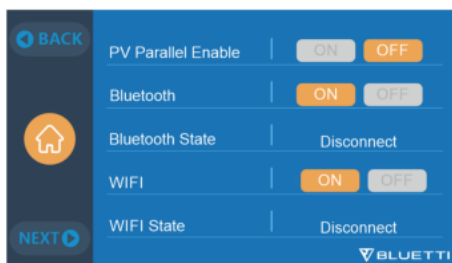 BACK
PV Parallel Enable ON OFF
Bluetooth ON OFF
Bluetooth State Disconnect
WIFI ON OFF
WIFI State Disconnect
NEXT
BLUETTI